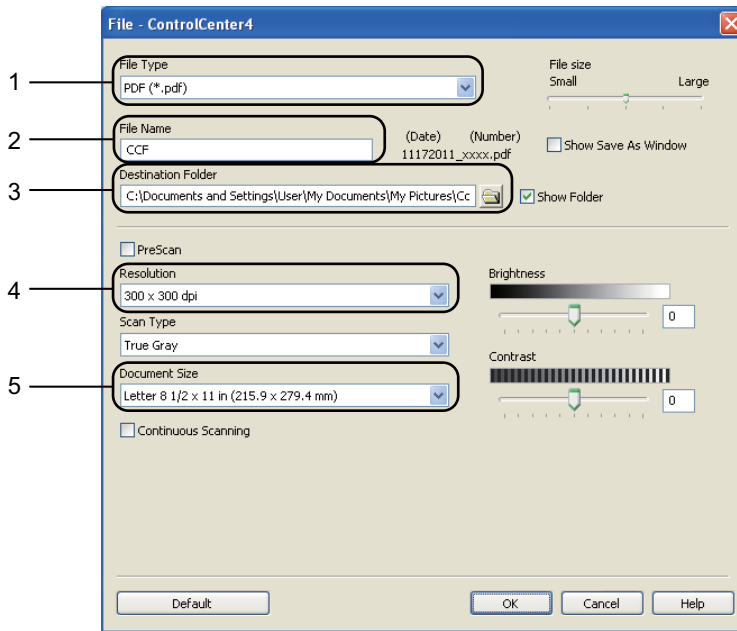 File - ControlCenter4
1
File Type
PDF (*.pdf)
File size
Small Large
2
File Name
CCF
(Date) (Number)
11172011_xxxx.pdf
Show Save As Window
3
Destination Folder
C:\Documents and Settings\User\My Documents\My Pictures\Cc
Show Folder
PreScan
4
Resolution
300 x 300 dpi
Brightness
0
Scan Type
True Gray
Contrast
0
5
Document Size
Letter 8 1/2 x 11 in (215.9 x 279.4 mm)
Continuous Scanning
Default OK Cancel Help